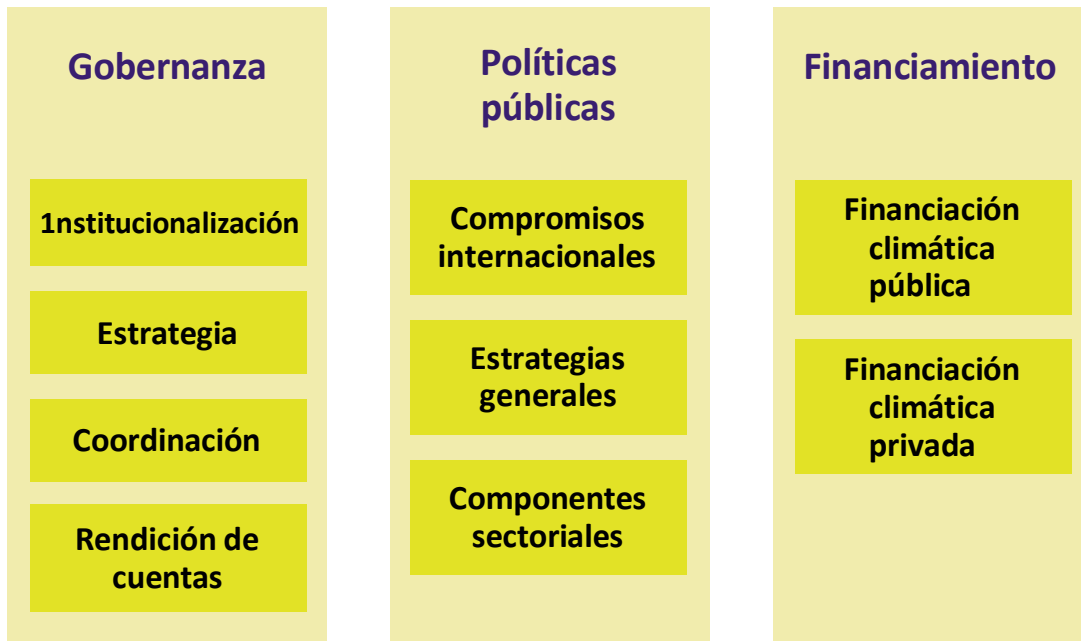 Gobernanza
1nstitucionalización
Estrategia
Coordinación
Rendición de
cuentas
Políticas
públicas
Compromisos
internacionales
Estrategias
generales
Componentes
sectoriales
Financiamiento
Financiación
climática
pública
Financiación
climática
privada